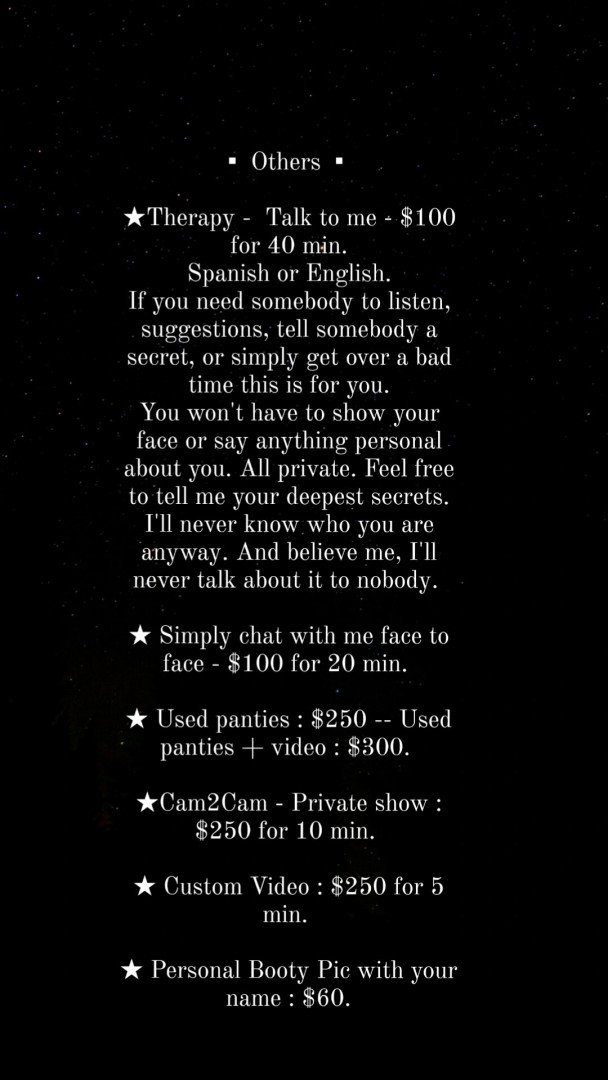 ▪ Others ▪
★Therapy - Talk to me - $100
for 40 min.
Spanish or English.
If you need somebody to listen,
suggestions, tell somebody a
secret, or simply get over a bad
time this is for you.
You won't have to show your
face or say anything personal
about you. All private. Feel free
to tell me your deepest secrets.
I'll never know who you are
anyway. And believe me, I'll
never talk about it to nobody.
★ Simply chat with me face to
face - $100 for 20 min.
★ Used panties : $250 -- Used
panties + video : $300.
★Cam2Cam - Private show :
$250 for 10 min.
★ Custom Video : $250 for 5
min.
★ Personal Booty Pic with your
name : $60.